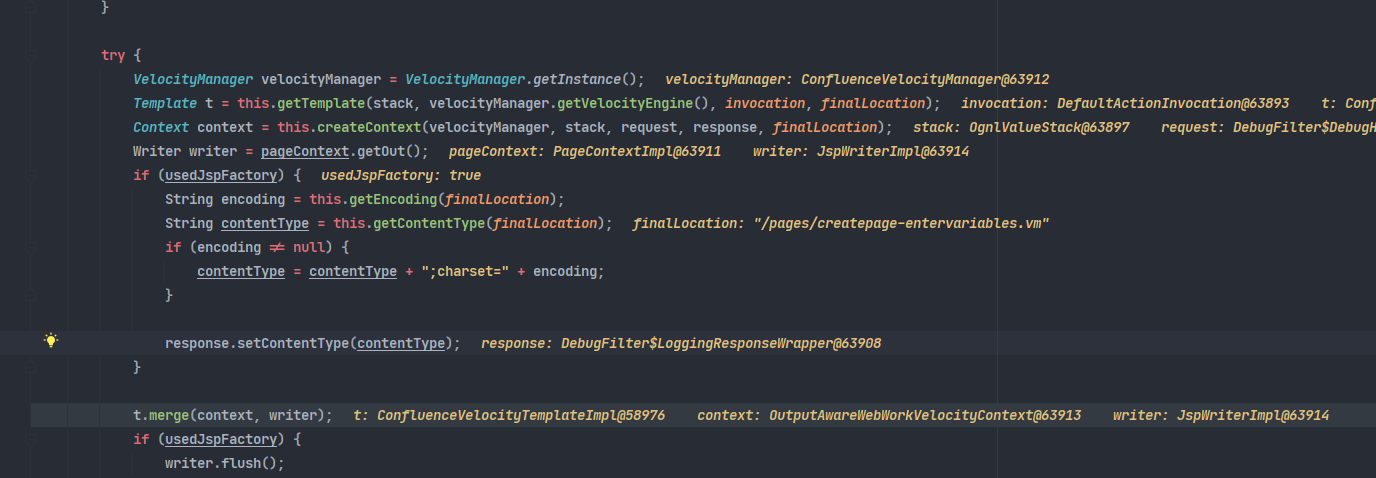 }
try {
VelocityManager velocityManager = VelocityManager.getInstance();   velocityManager: ConfluenceVelocityManager@63912
Template t = this.getTemplate(stack, velocityManager.getVelocityEngine(), invocation, finalLocation);   invocation: DefaultActionInvocation@63893   t: Conf
Context context = this.createContext(velocityManager, stack, request, response, finalLocation);   stack: OgnlValueStack@63897   request: DebugFilter$DebugH
Writer writer = pageContext.getOut();   pageContext: PageContextImpl@63911   writer: JspWriterImpl@63914
if (usedJspFactory) {   usedJspFactory: true
String encoding = this.getEncoding(finalLocation);
String contentType = this.getContentType(finalLocation);   finalLocation: "/pages/createpage-entervariables.vm"
if (encoding ≠ null) {
contentType = contentType + ";charset=" + encoding;
}
response.setContentType(contentType);   response: DebugFilter$LoggingResponseWrapper@63908
}
t.merge(context, writer);   t: ConfluenceVelocityTemplateImpl@58976   context: OutputAwareWebWorkVelocityContext@63913   writer: JspWriterImpl@63914
if (usedJspFactory) {
writer.flush();